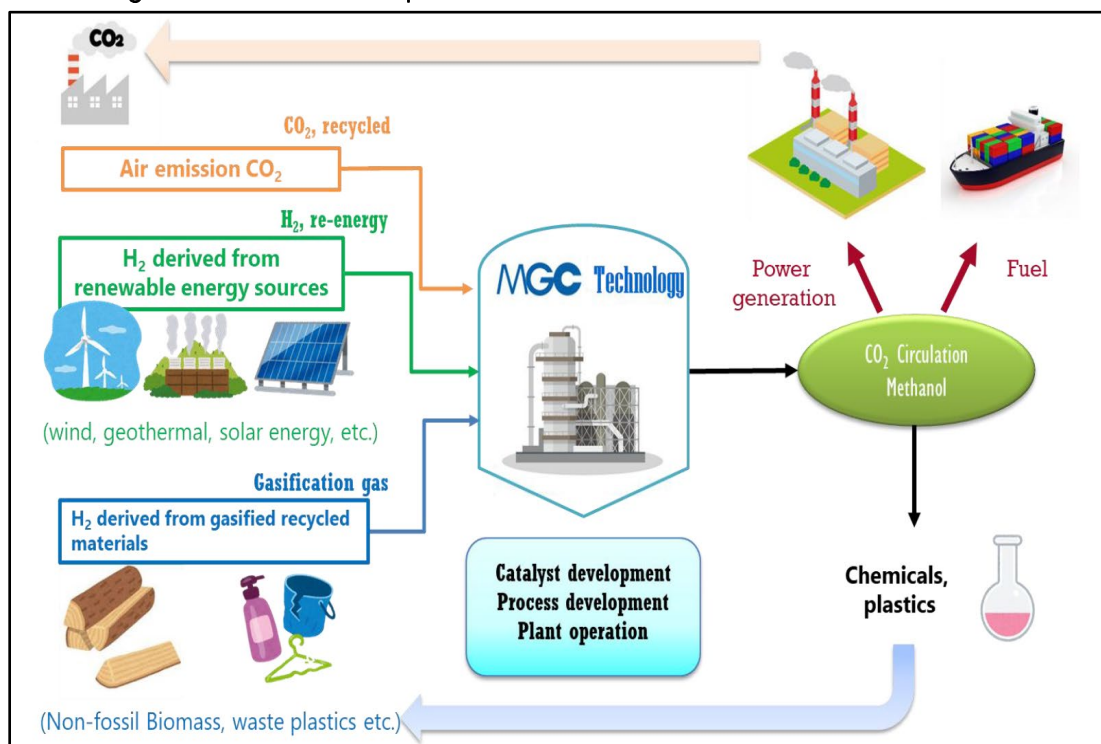 CO2
CO2, recycled
Air emission CO2
H2, re-energy
H2 derived from
renewable energy sources
(wind, geothermal, solar energy, etc.)
Gasification gas
H2 derived from gasified recycled
materials
(Non-fossil Biomass, waste plastics etc.)
MGC Technology
Catalyst development
Process development
Plant operation
Power
generation
Fuel
CO2 Circulation
Methanol
Chemicals,
plastics